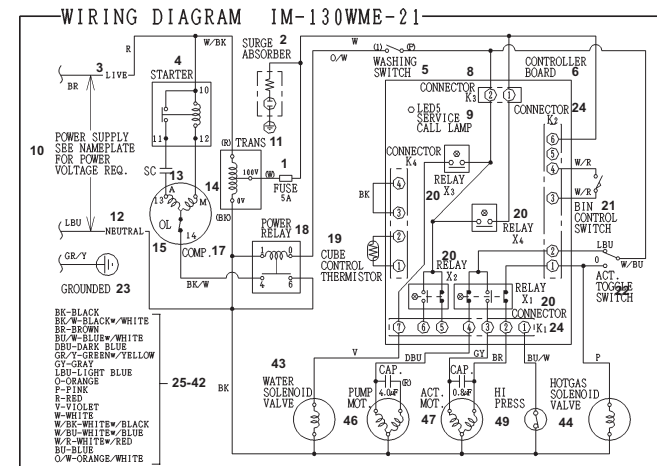 WIRING DIAGRAM IM-130WME-21
R
W/BK
SURGE 2
ABSORBER
W
O/W
(1) (P)
WASHING
SWITCH 5
8
CONTROLLER
BOARD 6
3 LIVE
BR
4
STARTER
10
11 12
CONNECTOR
K3
2 1
LED5 9
SERVICE
CALL LAMP
CONNECTOR 24
K2
6
5
4
3
2
1
10
POWER SUPPLY
SEE NAMEPLATE
FOR POWER
VOLTAGE REQ.
(R) TRANS 11
100V (W)
0V
1
FUSE
5A
14
(BK)
SC
13
13 A M
OL
14
15 COMP. 17
CONNECTOR
K4
4
3
2
1
BK
RELAY
X3
20
20
RELAY
X4
W/R
W/R
BIN 21
CONTROL
SWITCH
LBU 12
NEUTRAL
GR/Y
GROUNDED 23
POWER
RELAY 18
1 0
4 6
BK/W
19
CUBE
CONTROL
THERMISTOR
20
RELAY
X2
RELAY
X1 20
CONNECTOR
K1 24
LBU
O
W/BU
ACT.
TOGGLE
SWITCH
22
7 6 5 4 3 2 1
BK-BLACK
BK/W-BLACKw/WHITE
BR-BROWN
BU/W-BLUEw/WHITE
DBU-DARK BLUE
GR/Y-GREENw/YELLOW
GY-GRAY
LBU-LIGHT BLUE
O-ORANGE
P-PINK
R-RED
V-VIOLET
W-WHITE
W/BK-WHITEw/BLACK
W/BU-WHITEw/BLUE
W/R-WHITEw/RED
BU-BLUE
O/W-ORANGE/WHITE
25-42
BK
V
DBU
GY
BR
BU/W
P
43
WATER
SOLENOID
VALVE
CAP.
4.0uF
(R)
PUMP
MOT.
46
CAP.
0.8uF
ACT.
MOT.
47
HI
PRESS
49
HOTGAS
SOLENOID
VALVE
44